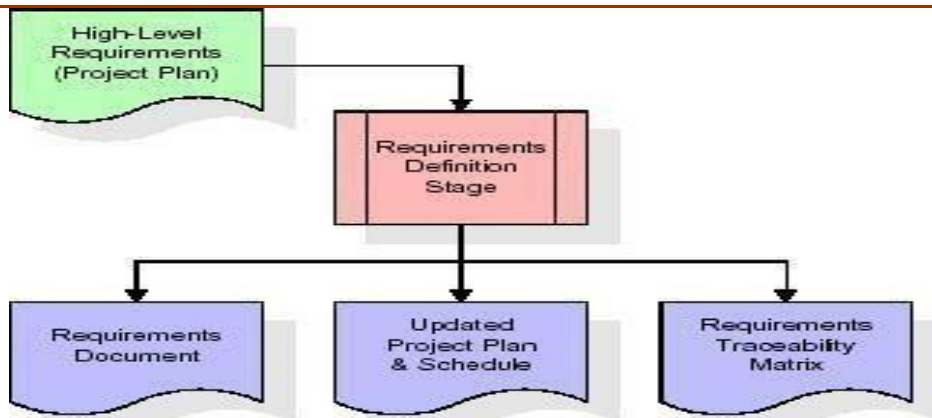 High-Level
Requirements
(Project Plan)
Requirements
Definition
Stage
Requirements
Document
Updated
Project Plan
& Schedule
Requirements
Traceability
Matrix